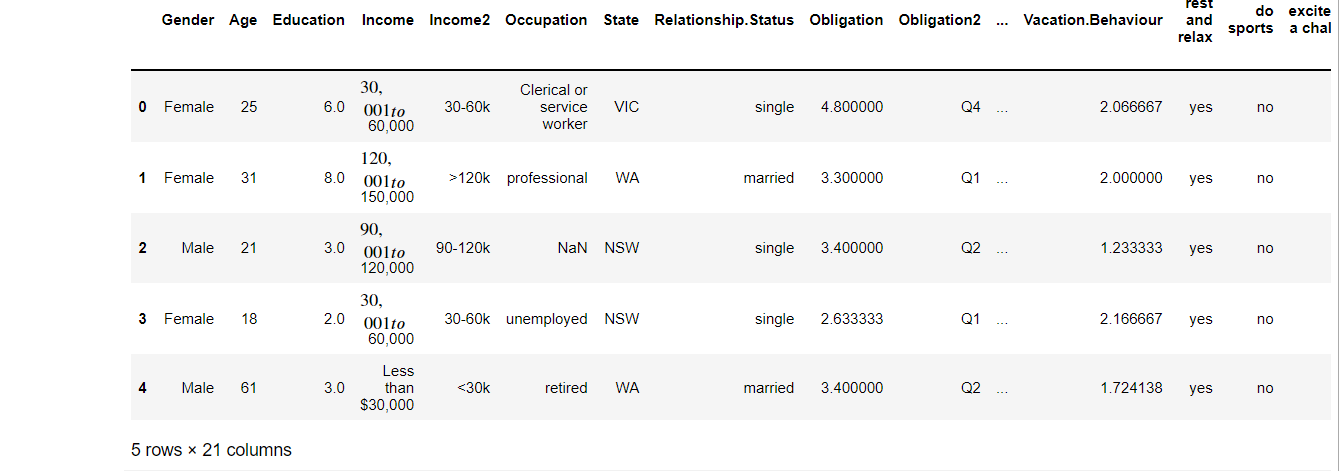 Gender Age Education Income Income2 Occupation State Relationship.Status Obligation Obligation2 ... Vacation.Behaviour rest and relax do sports excite a chal
0 Female 25 6.0 30,001to 60,000 30-60k Clerical or service worker VIC single 4.800000 Q4 ... 2.066667 yes no
1 Female 31 8.0 120,001to 150,000 >120k professional WA married 3.300000 Q1 ... 2.000000 yes no
2 Male 21 3.0 90,001to 120,000 90-120k NaN NSW single 3.400000 Q2 ... 1.233333 yes no
3 Female 18 2.0 30,001to 60,000 30-60k unemployed NSW single 2.633333 Q1 ... 2.166667 yes no
4 Male 61 3.0 Less than $30,000 <30k retired WA married 3.400000 Q2 ... 1.724138 yes no
5 rows × 21 columns